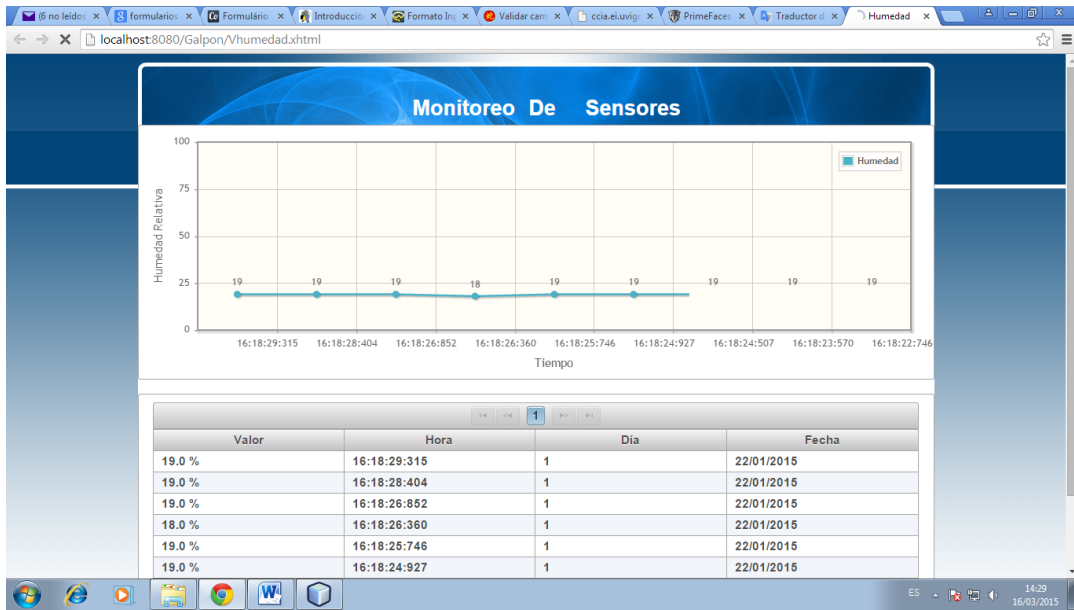 (6 no leídos
formularios
Formulário
Introducció
Formato Inp
Validar cam
ccia.ei.uvigo
PrimeFaces
Traductor d
Humedad
localhost:8080/Galpon/Vhumedad.xhtml
Monitoreo De Sensores
Humedad
Humedad Relativa
100
75
50
25
0
19 19 19 18 19 19 19 19 19
16:18:29:315 16:18:28:404 16:18:26:852 16:18:26:360 16:18:25:746 16:18:24:927 16:18:24:507 16:18:23:570 16:18:22:746
Tiempo
1
Valor Hora Día Fecha
19.0 % 16:18:29:315 1 22/01/2015
19.0 % 16:18:28:404 1 22/01/2015
19.0 % 16:18:26:852 1 22/01/2015
18.0 % 16:18:26:360 1 22/01/2015
19.0 % 16:18:25:746 1 22/01/2015
19.0 % 16:18:24:927 1 22/01/2015
ES
14:29
16/03/2015